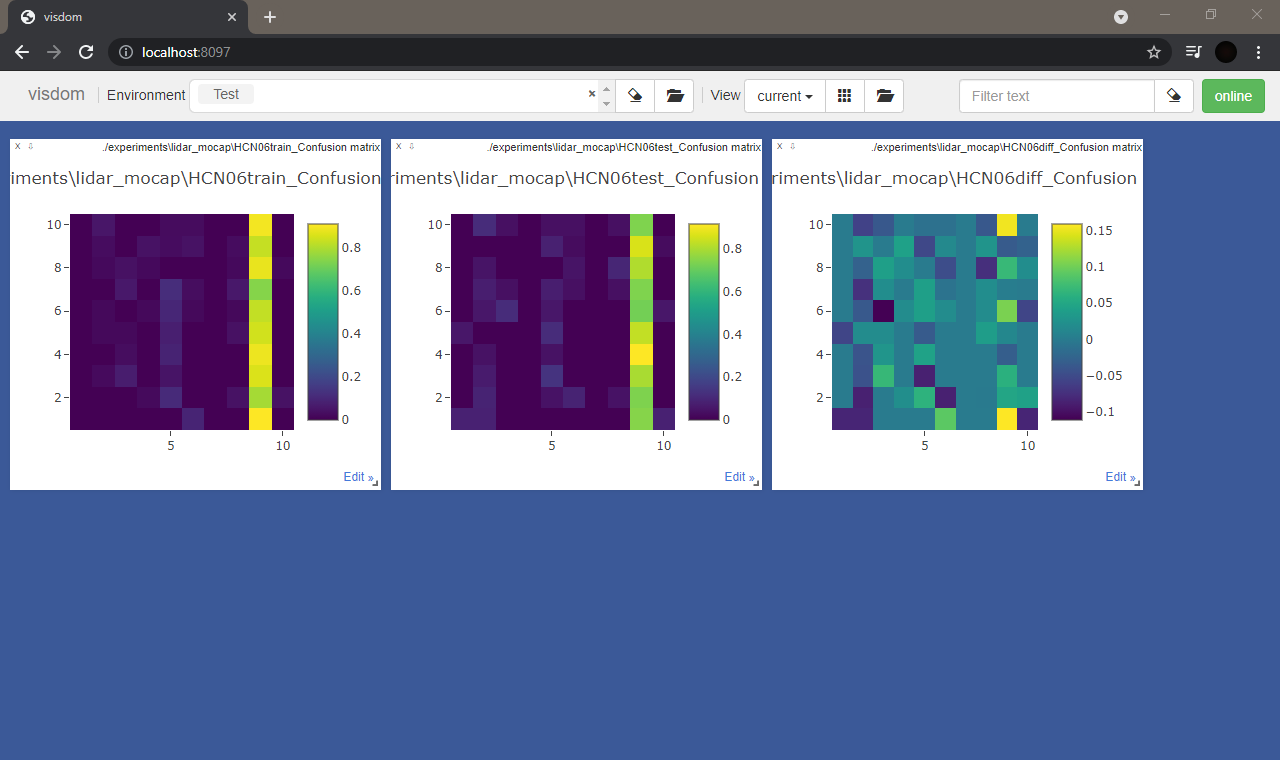 visdom
localhost:8097
visdom Environment Test × View current Filter text online
X ./experiments\lidar_mocap\HCN06train_Confusion matrix
iments\lidar_mocap\HCN06train_Confusion
10
8
6
4
2
5 10
0.8
0.6
0.4
0.2
0
Edit »
X ./experiments\lidar_mocap\HCN06test_Confusion matrix
riments\lidar_mocap\HCN06test_Confusion
10
8
6
4
2
5 10
0.8
0.6
0.4
0.2
0
Edit »
X ./experiments\lidar_mocap\HCN06diff_Confusion matrix
riments\lidar_mocap\HCN06diff_Confusion
10
8
6
4
2
5 10
0.15
0.1
0.05
0
−0.05
−0.1
Edit »